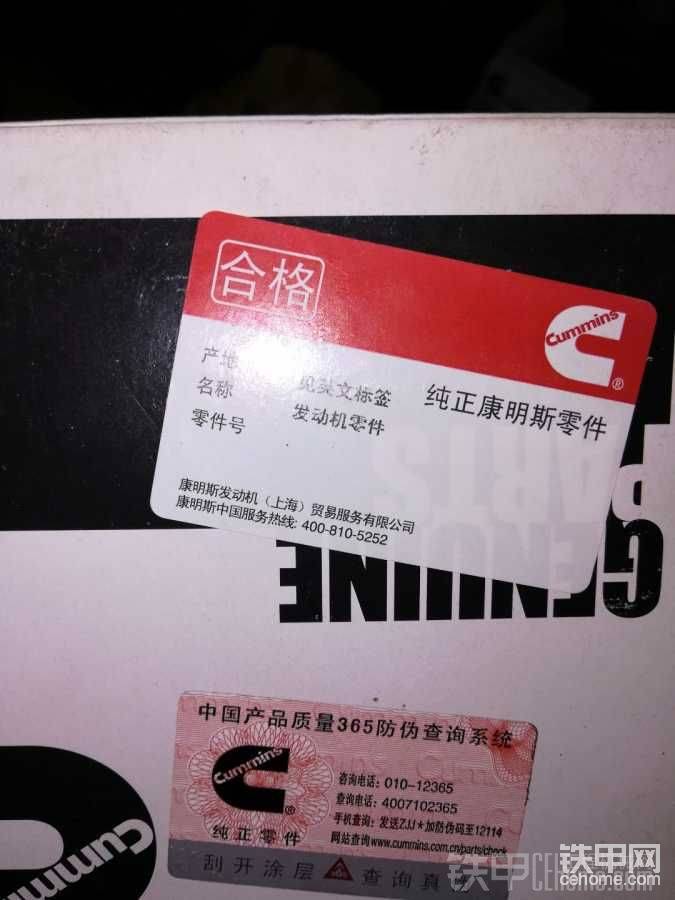 合格
Cummins
®
产地
见英文标签
名称
发动机零件
零件号
纯正康明斯零件
康明斯发动机（上海）贸易服务有限公司
康明斯中国服务热线: 400-810-5252
PARTS
GENUINE
中国产品质量365防伪查询系统
Cummins
®
纯正零件
咨询电话: 010-12365
查询电话: 4007102365
手机查询: 发送ZJJ*加防伪码至12114
网站查询www.cummins.com.cn/parts/check
刮开涂层
查询真
Cummins
铁甲网
cehome.com